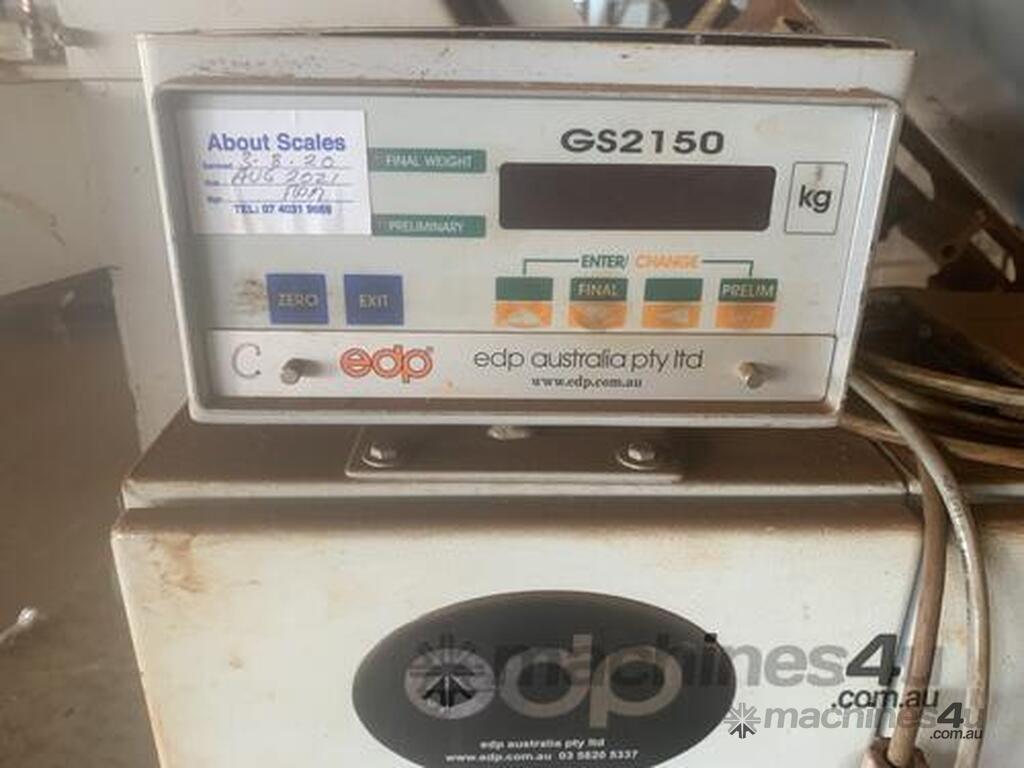 About Scales
3-8-20
AUG 2021
TEL: 07 4031 9668
FINAL WEIGHT
PRELIMINARY
GS2150
kg
ENTER/ CHANGE
ZERO
EXIT
FINAL
PRELIM
C
edp
edp australia pty ltd
www.edp.com.au
edp
edp australia pty ltd
www.edp.com.au 03 5820 5337
machines4u
.com.au
machines4u
.com.au